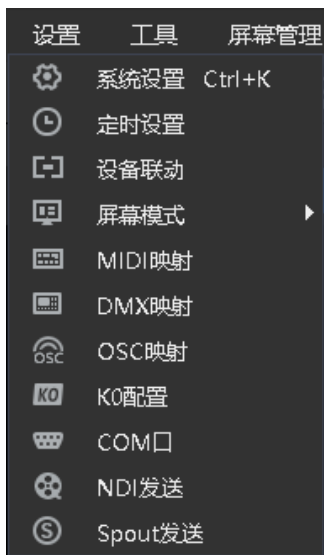 设置 工具 屏幕管理
系统设置 Ctrl+K
定时设置
设备联动
屏幕模式
MIDI映射
DMX映射
OSC OSC映射
KO K0配置
COM口
NDI发送
S Spout发送